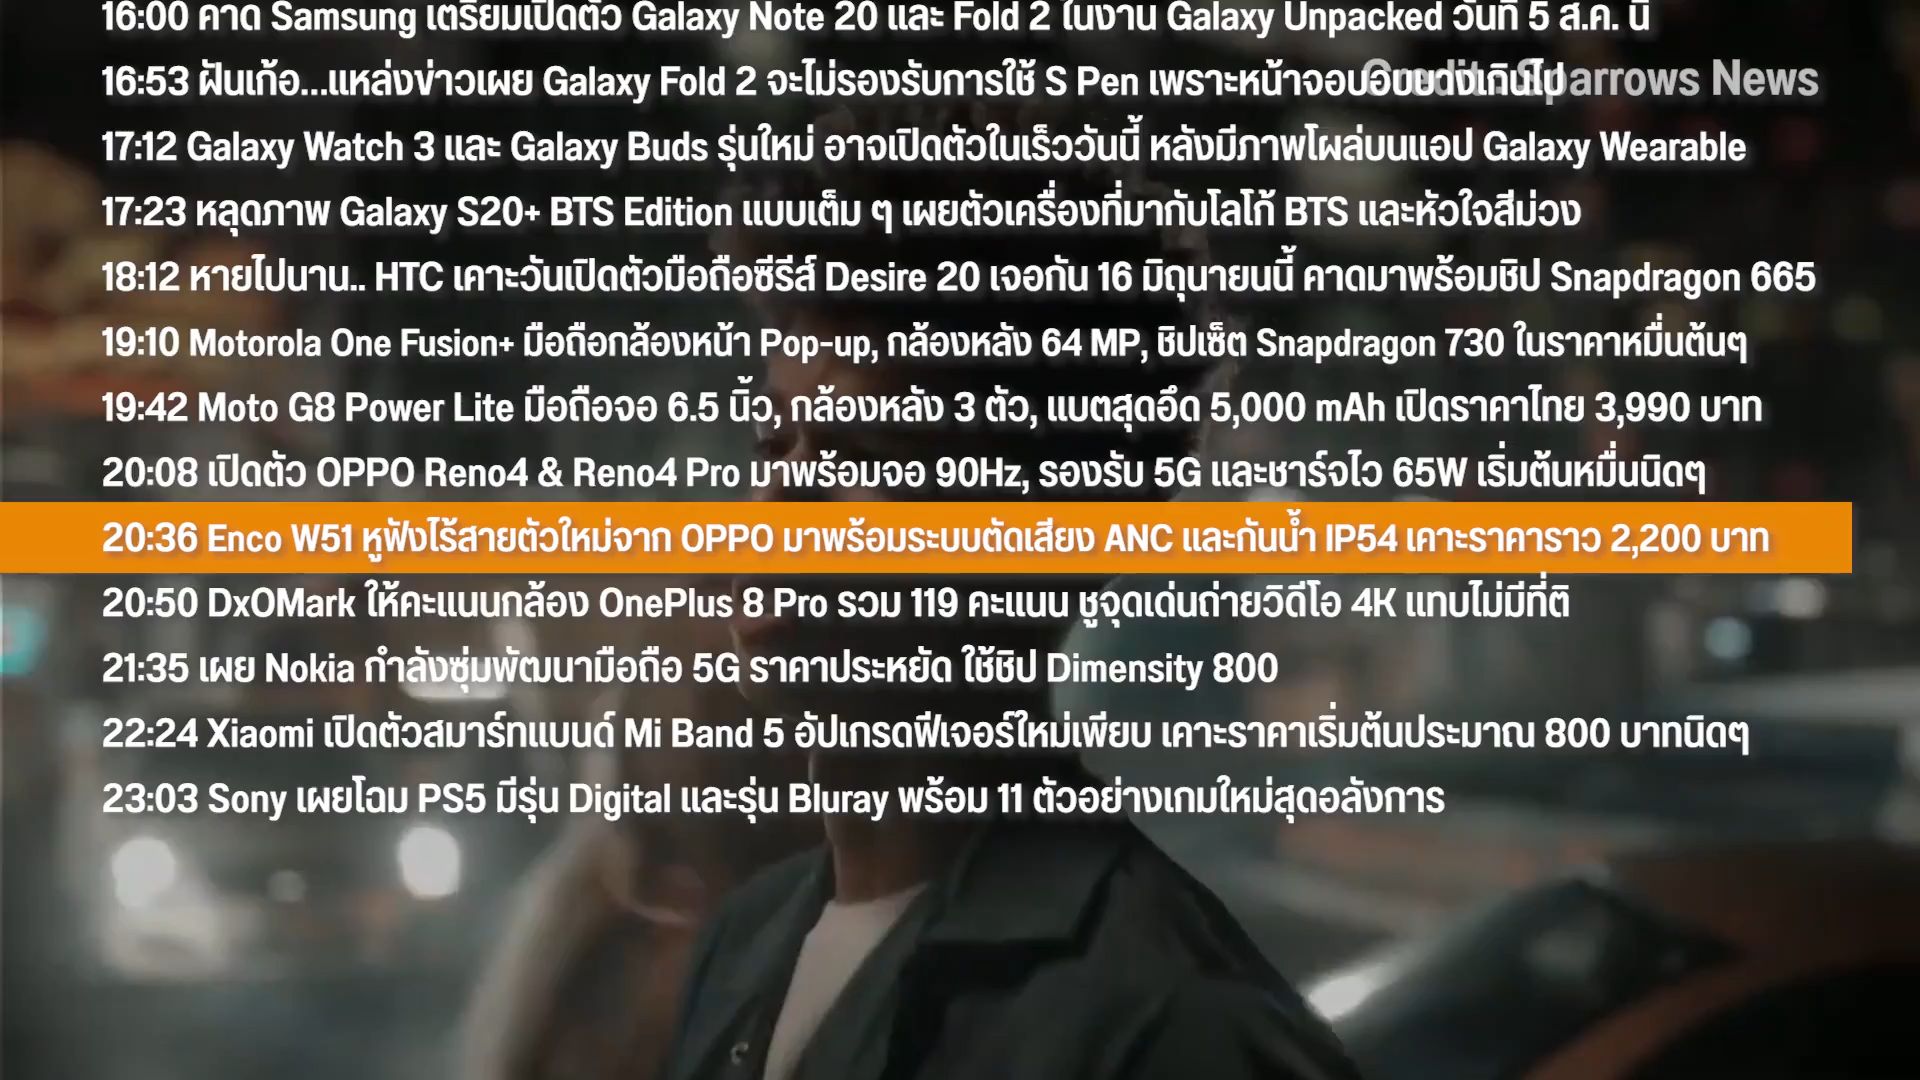 16:00 คาด Samsung เตรียมเปิดตัว Galaxy Note 20 และ Fold 2 ในงาน Galaxy Unpacked วันที่ 5 ส.ค. นี้
Credit: Sparrows News
16:53 ฝันเก้อ...แหล่งข่าวเผย Galaxy Fold 2 จะไม่รองรับการใช้ S Pen เพราะหน้าจอบอบบางเกินไป
17:12 Galaxy Watch 3 และ Galaxy Buds รุ่นใหม่ อาจเปิดตัวในเร็ววันนี้ หลังมีภาพโผล่บนแอป Galaxy Wearable
17:23 หลุดภาพ Galaxy S20+ BTS Edition แบบเต็ม ๆ เผยตัวเครื่องที่มากับโลโก้ BTS และหัวใจสีม่วง
18:12 หายไปนาน.. HTC เคาะวันเปิดตัวมือถือซีรีส์ Desire 20 เจอกัน 16 มิถุนายนนี้ คาดมาพร้อมชิป Snapdragon 665
19:10 Motorola One Fusion+ มือถือกล้องหน้า Pop-up, กล้องหลัง 64 MP, ชิปเซ็ต Snapdragon 730 ในราคาหมื่นต้นๆ
19:42 Moto G8 Power Lite มือถือจอ 6.5 นิ้ว, กล้องหลัง 3 ตัว, แบตสุดอึด 5,000 mAh เปิดราคาไทย 3,990 บาท
20:08 เปิดตัว OPPO Reno4 & Reno4 Pro มาพร้อมจอ 90Hz, รองรับ 5G และชาร์จไว 65W เริ่มต้นหมื่นนิดๆ
20:36 Enco W51 หูฟังไร้สายตัวใหม่จาก OPPO มาพร้อมระบบตัดเสียง ANC และกันน้ำ IP54 เคาะราคาราว 2,200 บาท
20:50 DxOMark ให้คะแนนกล้อง OnePlus 8 Pro รวม 119 คะแนน ชูจุดเด่นถ่ายวิดีโอ 4K แทบไม่มีที่ติ
21:35 เผย Nokia กำลังซุ่มพัฒนามือถือ 5G ราคาประหยัด ใช้ชิป Dimensity 800
22:24 Xiaomi เปิดตัวสมาร์ทแบนด์ Mi Band 5 อัปเกรดฟีเจอร์ใหม่เพียบ เคาะราคาเริ่มต้นประมาณ 800 บาทนิดๆ
23:03 Sony เผยโฉม PS5 มีรุ่น Digital และรุ่น Bluray พร้อม 11 ตัวอย่างเกมใหม่สุดอลังการ